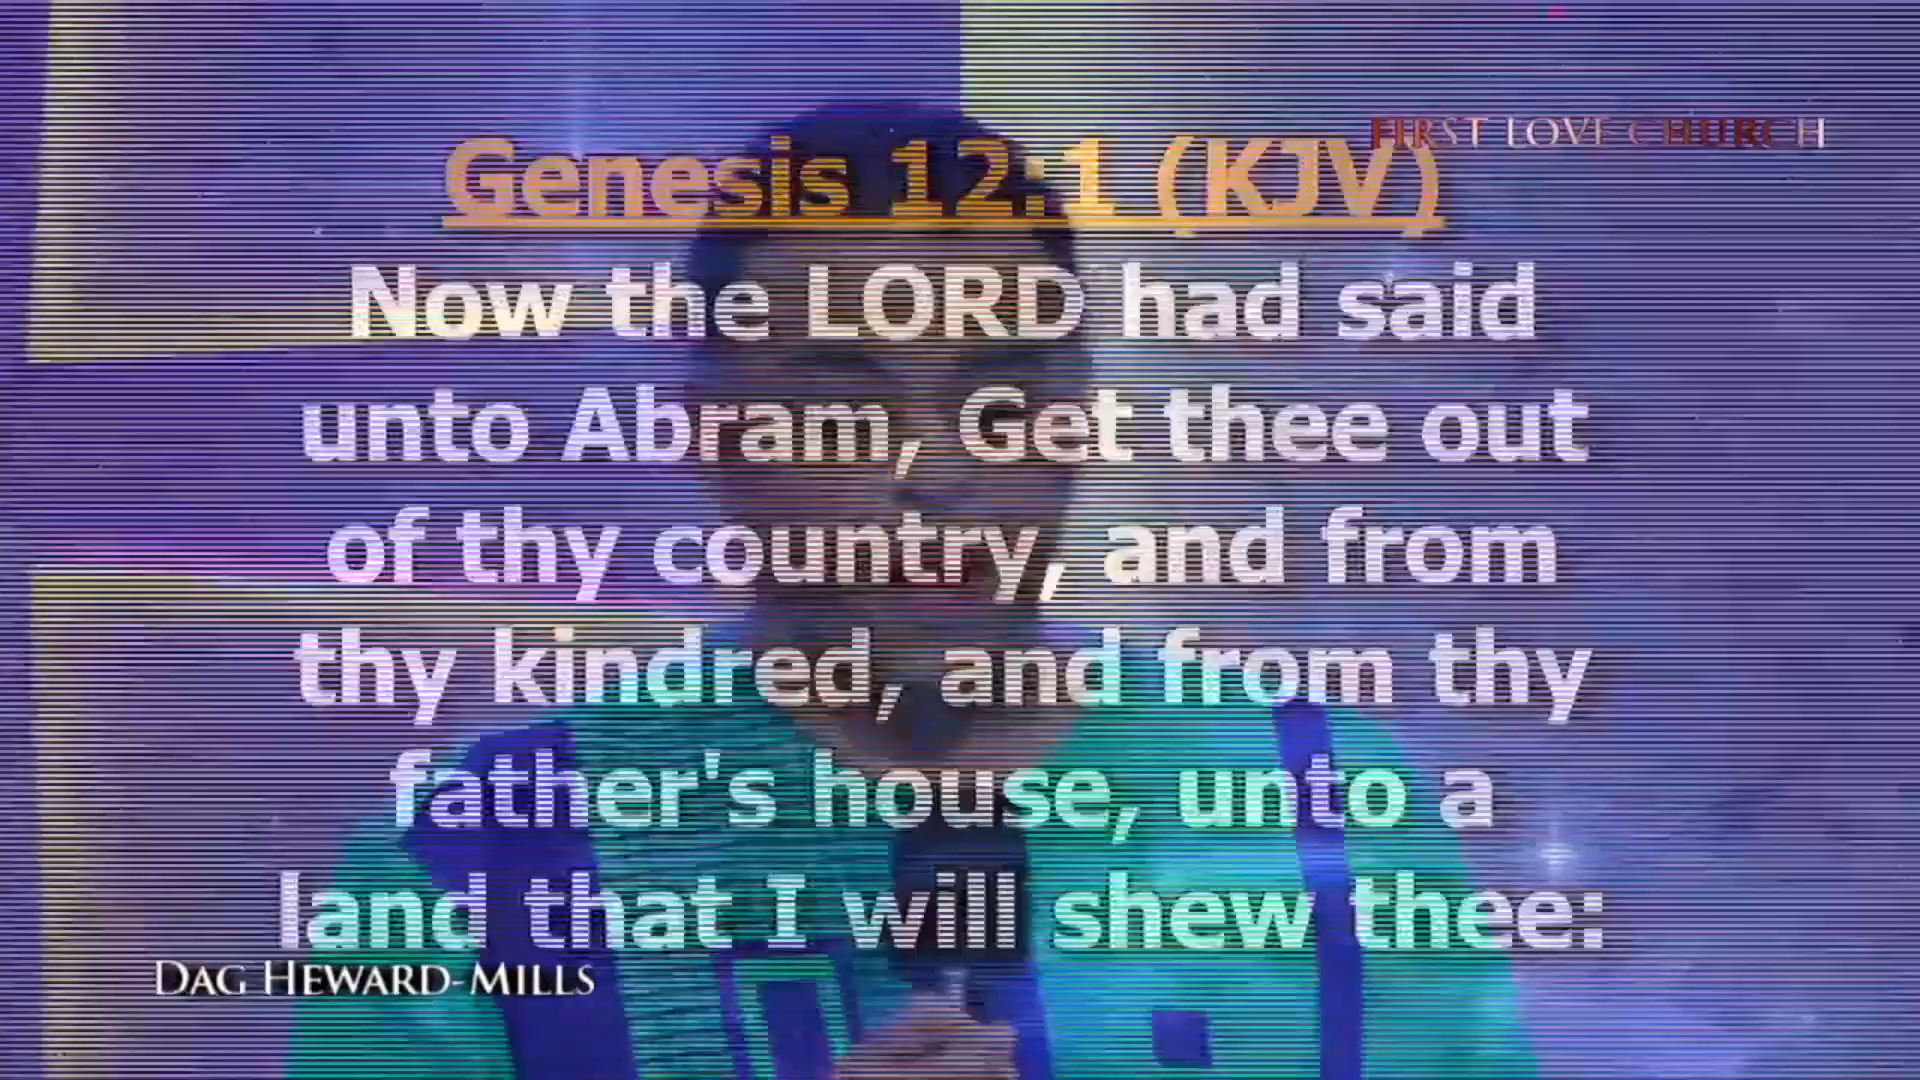 FIRST LOVE CHURCH
Genesis 12:1 (KJV)
Now the LORD had said
unto Abram, Get thee out
of thy country, and from
thy kindred, and from thy
father's house, unto a
land that I will shew thee:
DAG HEWARD-MILLS